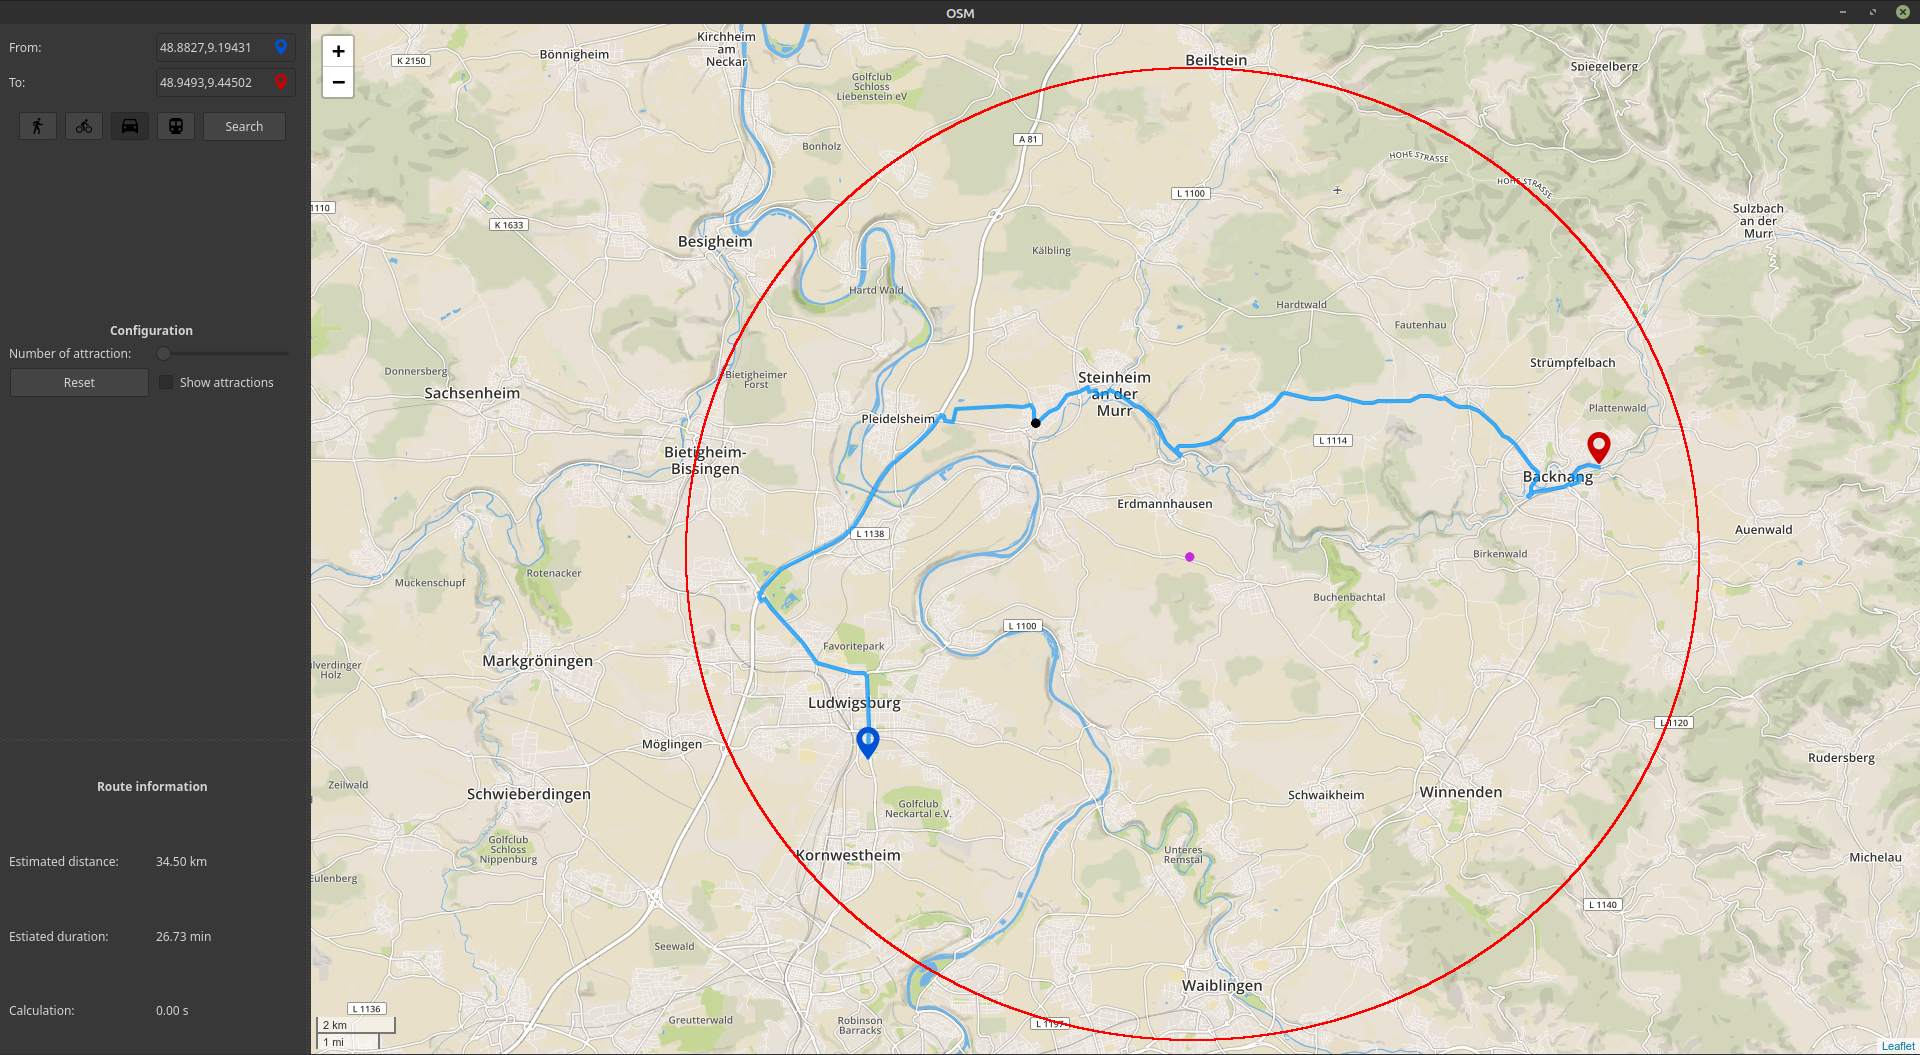 OSM
From:
48.8827,9.19431
To:
48.9493,9.44502
Search
Configuration
Number of attraction:
Reset
Show attractions
Route information
Estimated distance:
34.50 km
Estiated duration:
26.73 min
Calculation:
0.00 s
+
−
K 2150
Bönnigheim
Kirchheim
am
Neckar
Golfclub
Schloss
Liebenstein eV
Beilstein
Spiegelberg
A 81
Bonholz
HOHE STRASSE
HOHE STRASSE
L 1100
1110
K 1633
Besigheim
Kälbling
Sulzbach
an der
Murr
Hartd Wald
Hardtwald
Fautenhau
Strümpfelbach
Donnersberg
Sachsenheim
Bietigheimer
Forst
Steinheim
an der
Murr
Pleidelsheim
Plattenwald
L 1114
Bietigheim-
Bissingen
Backnang
Erdmannhausen
Auenwald
L 1138
Birkenwald
Muckenschupf
Rotenacker
Buchenbachtal
L 1100
Favoritepark
Markgröningen
ulverdinger
Holz
Ludwigsburg
L 1120
Möglingen
Rudersberg
Zeilwald
Schwieberdingen
Schwaikheim
Winnenden
Golfclub
Neckartal e.V.
Golfclub
Schloss
Nippenburg
Kornwestheim
Unteres
Remstal
Michelau
Eulenberg
L 1140
Seewald
Waiblingen
L 1136
Greutterwald
Robinson
Barracks
L 1197
2 km
1 mi
Leaflet